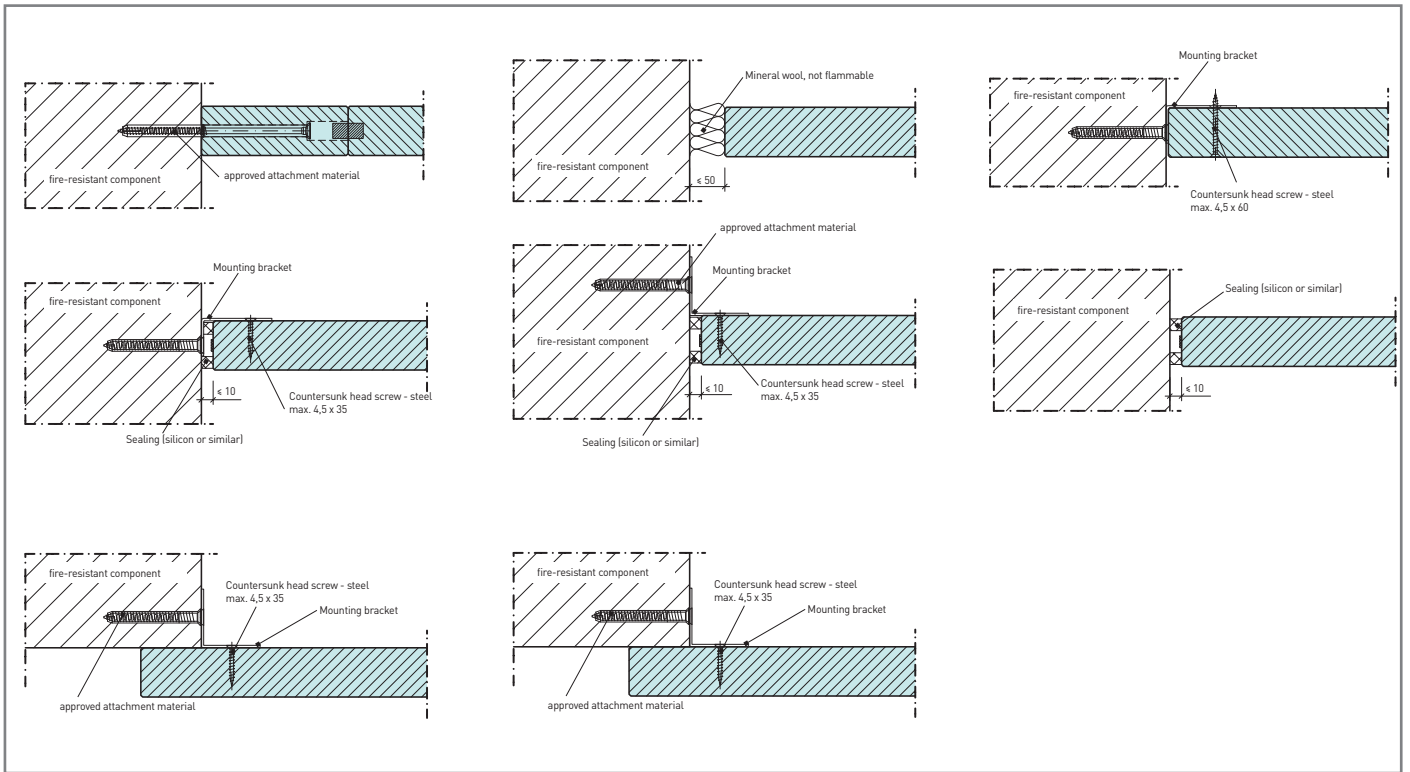 fire-resistant component
approved attachment material
Mineral wool, not flammable
fire-resistant component
≤ 50
Mounting bracket
fire-resistant component
Countersunk head screw - steel
max. 4,5 x 60
Mounting bracket
fire-resistant component
≤ 10
Countersunk head screw - steel
max. 4,5 x 35
Sealing (silicon or similar)
approved attachment material
Mounting bracket
fire-resistant component
≤ 10
Countersunk head screw - steel
max. 4,5 x 35
Sealing (silicon or similar)
Sealing (silicon or similar)
fire-resistant component
≤ 10
fire-resistant component
Countersunk head screw - steel
max. 4,5 x 35
Mounting bracket
approved attachment material
fire-resistant component
Countersunk head screw - steel
max. 4,5 x 35
Mounting bracket
approved attachment material